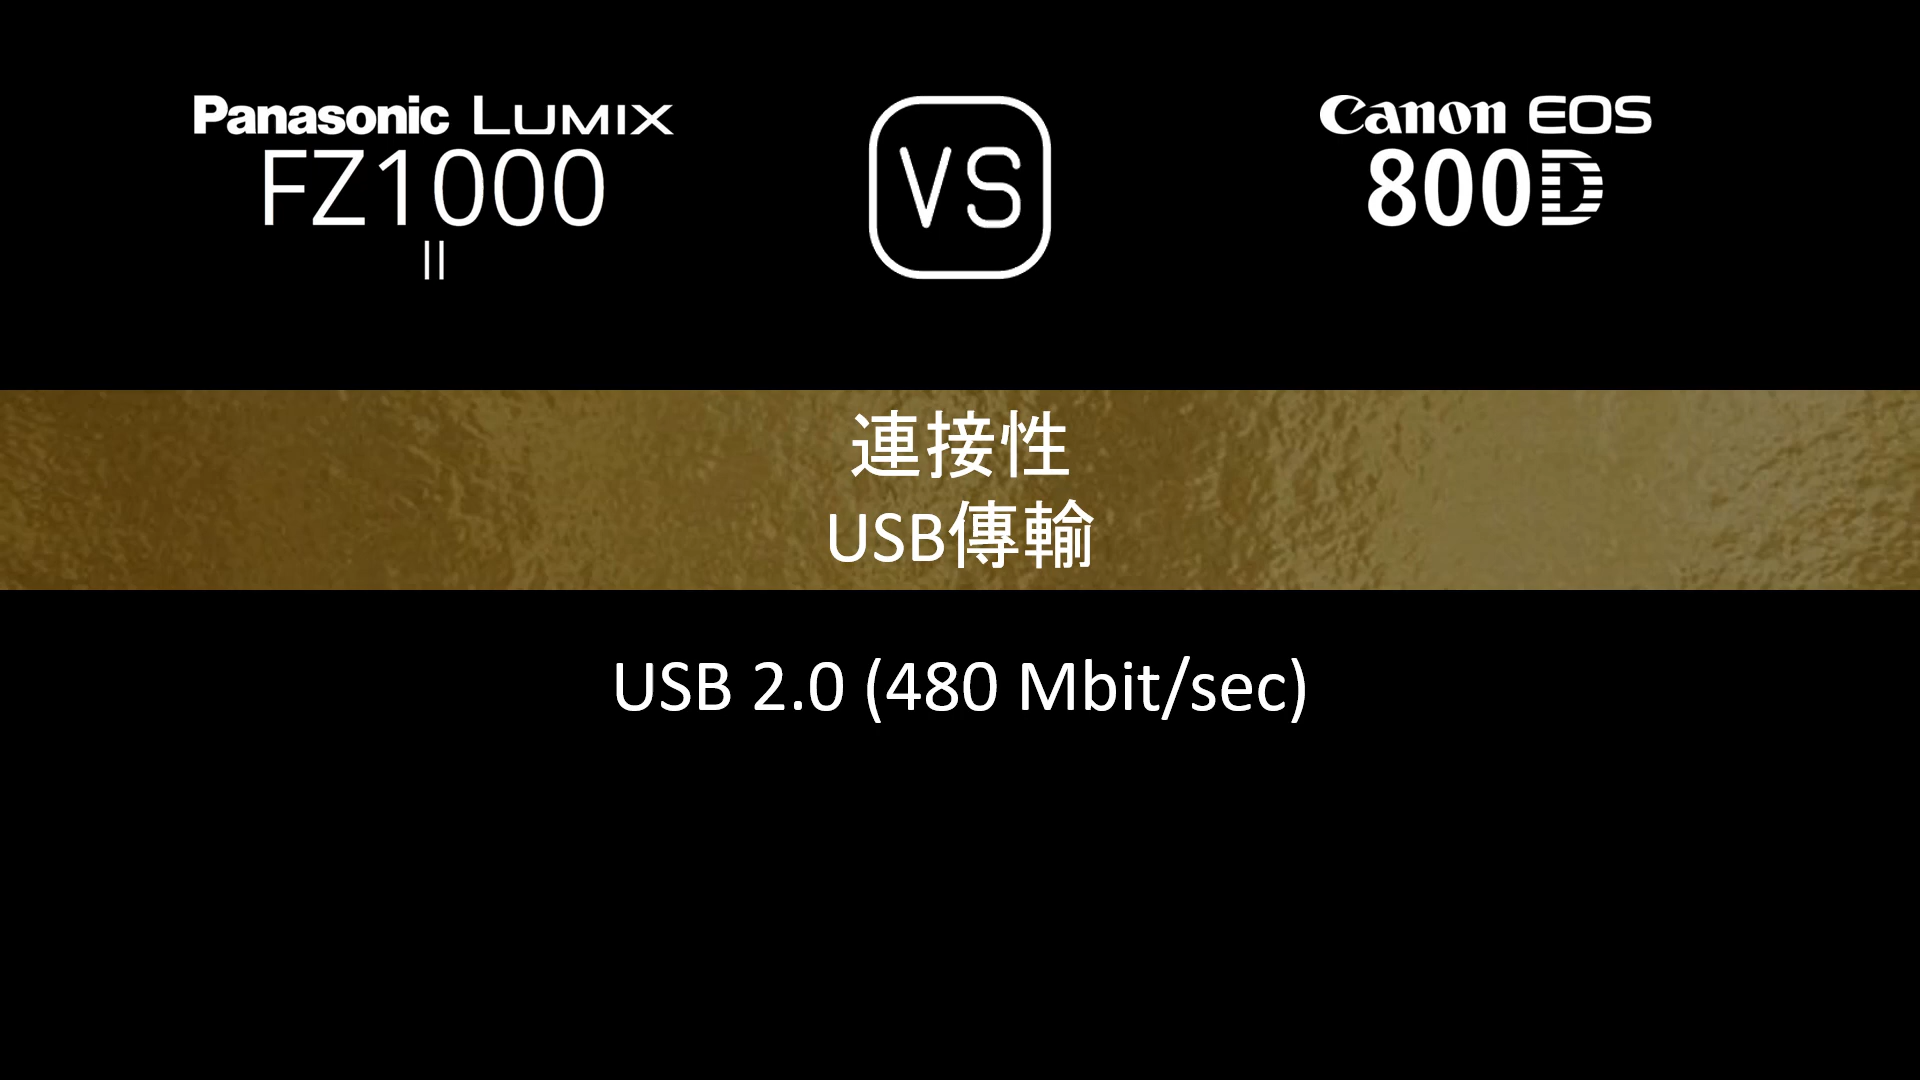 Panasonic LUMIX
FZ1000
II
VS
Canon EOS
800D
連接性
USB傳輸
USB 2.0 (480 Mbit/sec)